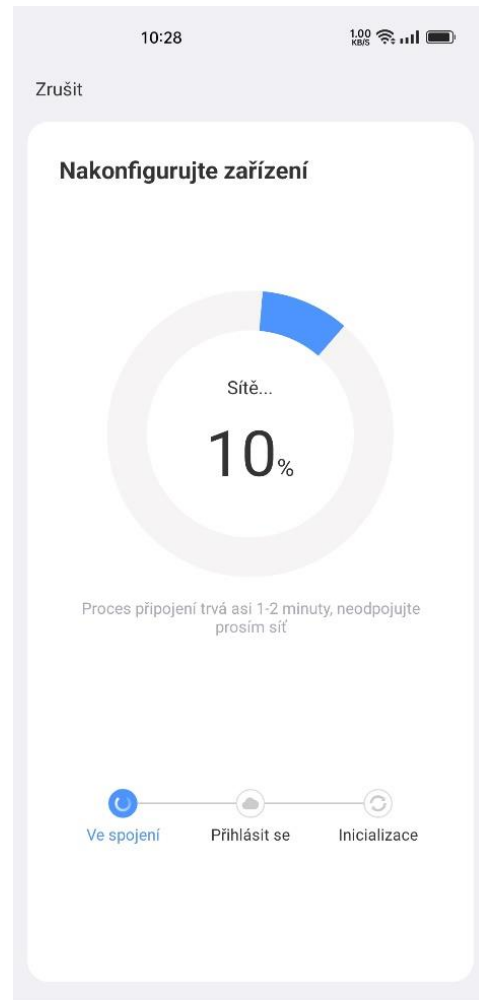 10:28
1.00
KB/S
Zrušit
Nakonfigurujte zařízení
Sítě...
10%
Proces připojení trvá asi 1-2 minuty, neodpojujte
prosím síť
Ve spojení
Přihlásit se
Inicializace